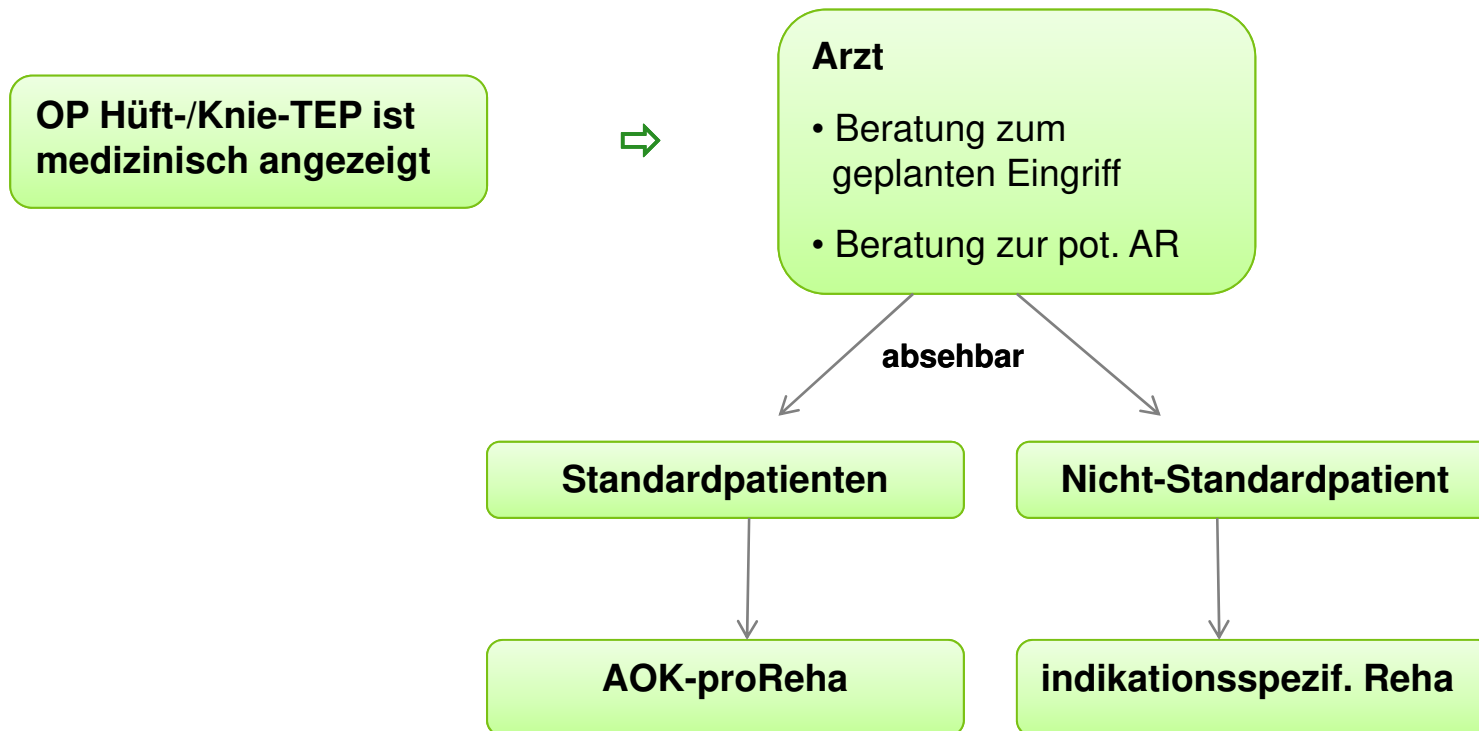 OP Hüft-/Knie-TEP ist
medizinisch angezeigt
Arzt
• Beratung zum
geplanten Eingriff
• Beratung zur pot. AR
absehbar
Standardpatienten
Nicht-Standardpatient
AOK-proReha
indikationsspezif. Reha